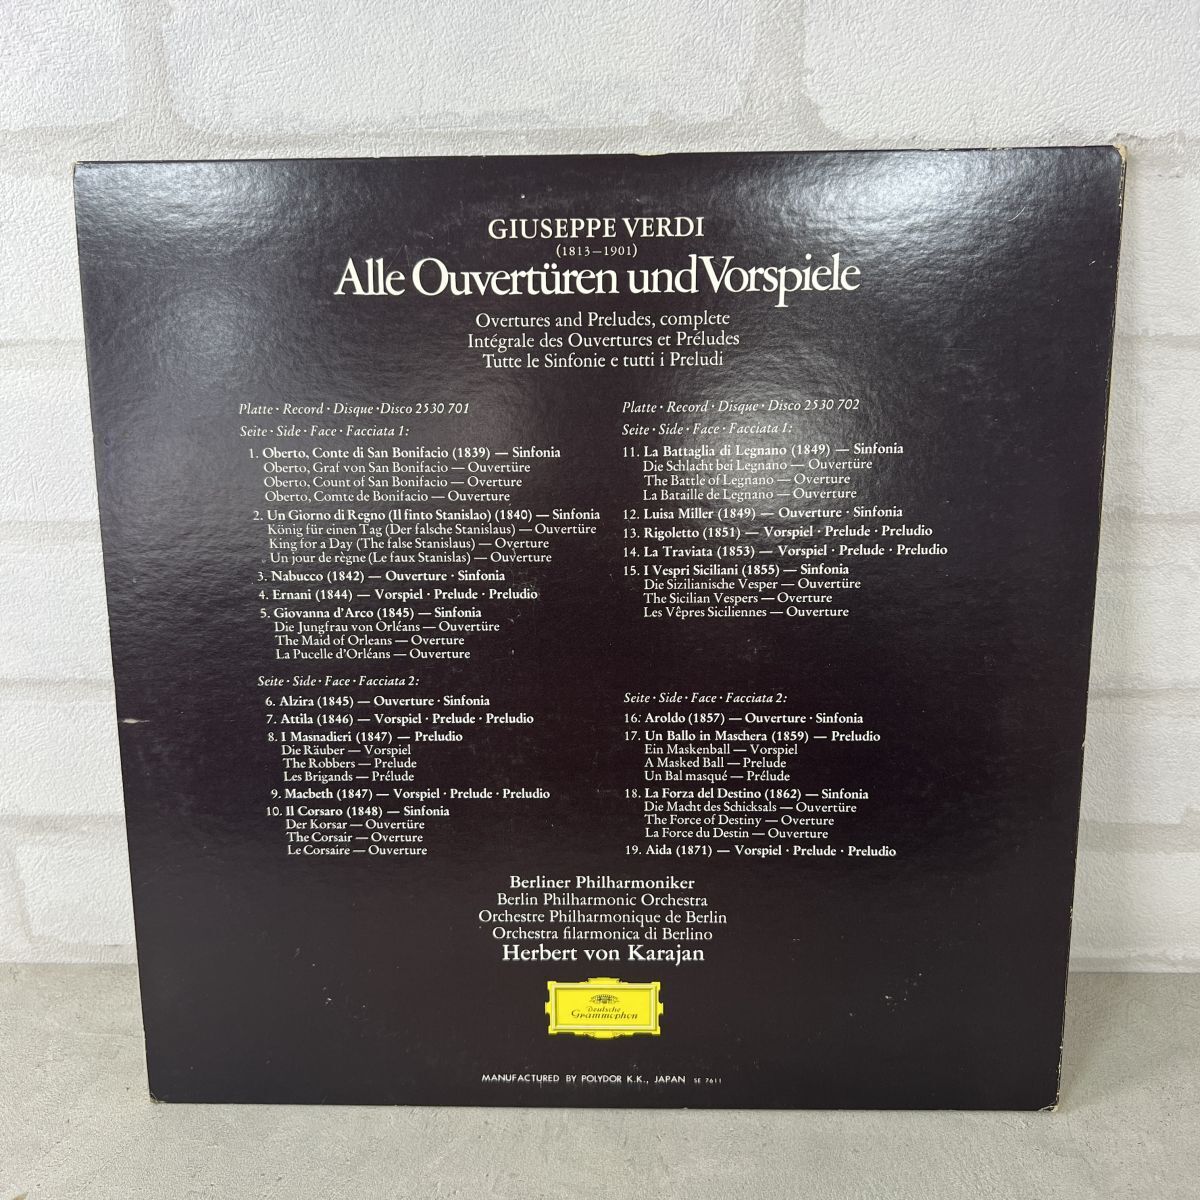 GIUSEPPE VERDI
(1813–1901)
Alle Ouvertüren und Vorspiele
Overtures and Preludes, complete
Intégrale des Ouvertures et Préludes
Tutte le Sinfonie e tutti i Preludi
Platte · Record · Disque · Disco 2530 701
Seite · Side · Face · Facciata 1:
1. Oberto, Conte di San Bonifacio (1839) — Sinfonia
Oberto, Graf von San Bonifacio — Ouvertüre
Oberto, Count of San Bonifacio — Overture
Oberto, Comte de Bonifacio — Ouverture
2. Un Giorno di Regno (Il finto Stanislao) (1840) — Sinfonia
König für einen Tag (Der falsche Stanislaus) — Ouvertüre
King for a Day (The false Stanislaus) — Overture
Un jour de règne (Le faux Stanislas) — Ouverture
3. Nabucco (1842) — Ouverture · Sinfonia
4. Ernani (1844) — Vorspiel · Prelude · Preludio
5. Giovanna d'Arco (1845) — Sinfonia
Die Jungfrau von Orléans — Ouvertüre
The Maid of Orleans — Overture
La Pucelle d'Orléans — Ouverture
Seite · Side · Face · Facciata 2:
6. Alzira (1845) — Ouverture · Sinfonia
7. Attila (1846) — Vorspiel · Prelude · Preludio
8. I Masnadieri (1847) — Preludio
Die Räuber — Vorspiel
The Robbers — Prelude
Les Brigands — Prélude
9. Macbeth (1847) — Vorspiel · Prelude · Preludio
10. Il Corsaro (1848) — Sinfonia
Der Korsar — Ouvertüre
The Corsair — Overture
Le Corsaire — Ouverture
Platte · Record · Disque · Disco 2530 702
Seite · Side · Face · Facciata 1:
11. La Battaglia di Legnano (1849) — Sinfonia
Die Schlacht bei Legnano — Ouvertüre
The Battle of Legnano — Overture
La Bataille de Legnano — Ouverture
12. Luisa Miller (1849) — Ouverture · Sinfonia
13. Rigoletto (1851) — Vorspiel · Prelude · Preludio
14. La Traviata (1853) — Vorspiel · Prelude · Preludio
15. I Vespri Siciliani (1855) — Sinfonia
Die Sizilianische Vesper — Ouvertüre
The Sicilian Vespers — Overture
Les Vêpres Siciliennes — Ouverture
Seite · Side · Face · Facciata 2:
16. Aroldo (1857) — Ouverture · Sinfonia
17. Un Ballo in Maschera (1859) — Preludio
Ein Maskenball — Vorspiel
A Masked Ball — Prelude
Un Bal masqué — Prélude
18. La Forza del Destino (1862) — Sinfonia
Die Macht des Schicksals — Ouvertüre
The Force of Destiny — Overture
La Force du Destin — Ouverture
19. Aida (1871) — Vorspiel · Prelude · Preludio
Berliner Philharmoniker
Berlin Philharmonic Orchestra
Orchestre Philharmonique de Berlin
Orchestra filarmonica di Berlino
Herbert von Karajan
Deutsche
Grammophon
MANUFACTURED BY POLYDOR K.K., JAPAN SE 7611